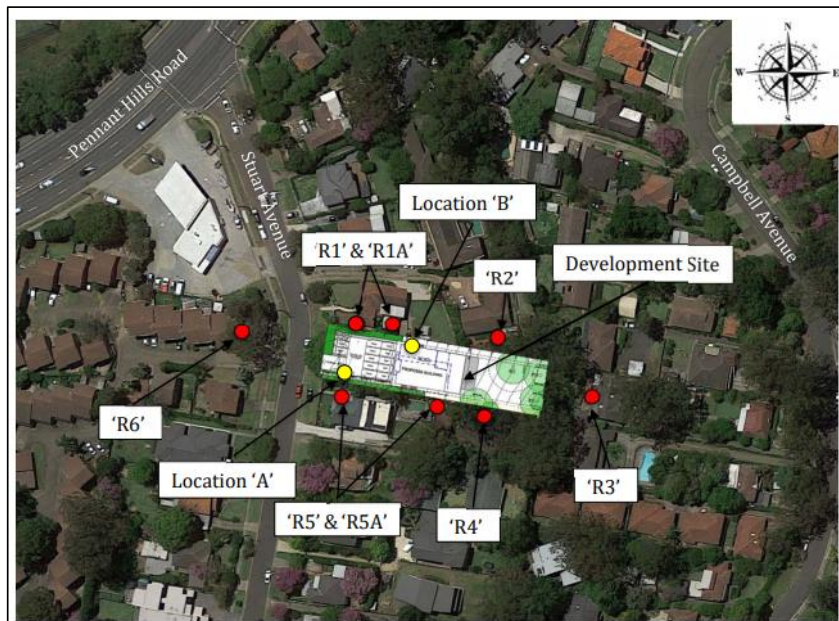 N
W
E
S
Pennant Hills Road
Stuart Avenue
Campbell Avenue
Location ‘B’
‘R1’ & ‘R1A’
‘R2’
Development Site
‘R6’
Location ‘A’
‘R5’ & ‘R5A’
‘R4’
‘R3’